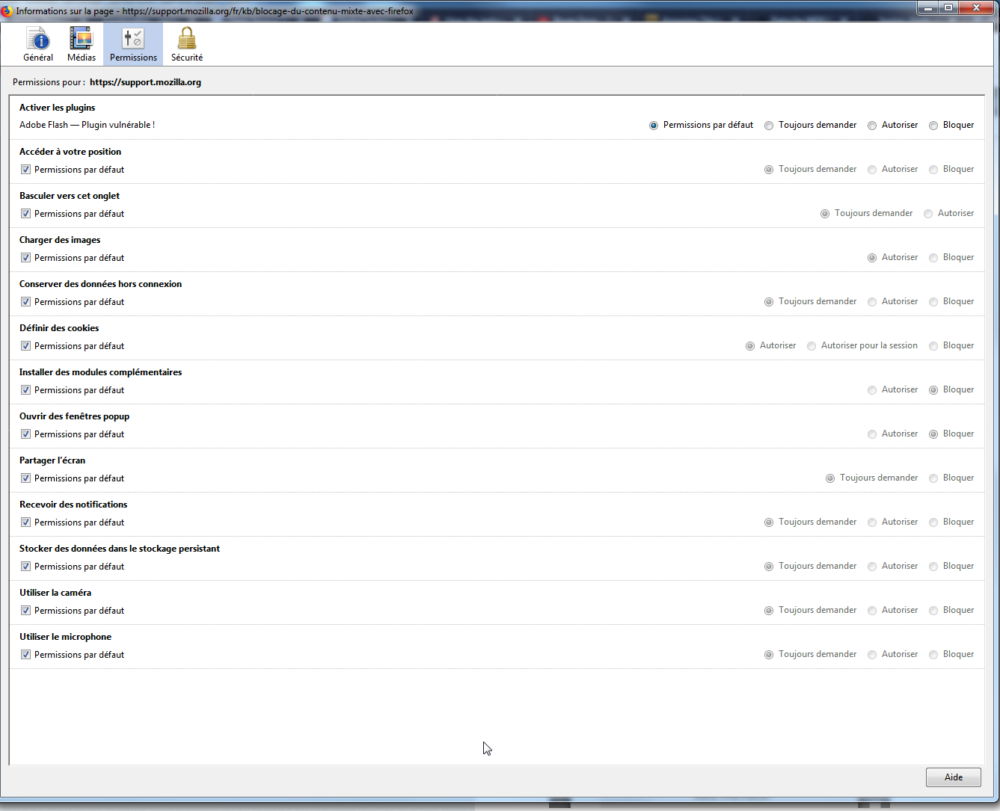 Informations sur la page - https://support.mozilla.org/fr/kb/blocage-du-contenu-mixte-avec-firefox
Général Médias Permissions Sécurité
Permissions pour : https://support.mozilla.org
Activer les plugins
Adobe Flash — Plugin vulnérable ! Permissions par défaut Toujours demander Autoriser Bloquer
Accéder à votre position
Permissions par défaut Toujours demander Autoriser Bloquer
Basculer vers cet onglet
Permissions par défaut Toujours demander Autoriser
Charger des images
Permissions par défaut Autoriser Bloquer
Conserver des données hors connexion
Permissions par défaut Toujours demander Autoriser Bloquer
Définir des cookies
Permissions par défaut Autoriser Autoriser pour la session Bloquer
Installer des modules complémentaires
Permissions par défaut Autoriser Bloquer
Ouvrir des fenêtres popup
Permissions par défaut Autoriser Bloquer
Partager l’écran
Permissions par défaut Toujours demander Bloquer
Recevoir des notifications
Permissions par défaut Toujours demander Autoriser Bloquer
Stocker des données dans le stockage persistant
Permissions par défaut Toujours demander Autoriser Bloquer
Utiliser la caméra
Permissions par défaut Toujours demander Autoriser Bloquer
Utiliser le microphone
Permissions par défaut Toujours demander Autoriser Bloquer
Aide